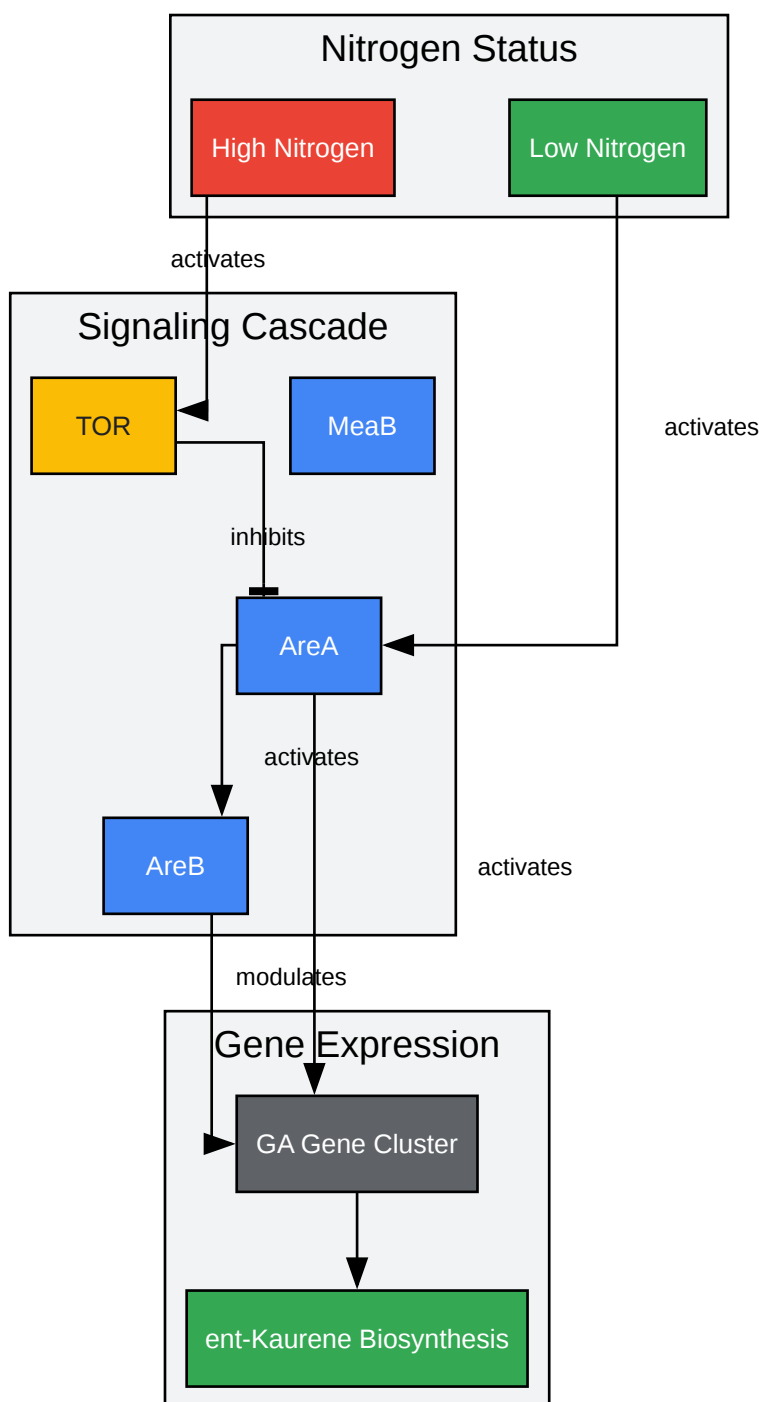 Nitrogen Status
High Nitrogen
Low Nitrogen
activates
Signaling Cascade
TOR
MeaB
activates
inhibits
AreA
activates
AreB
activates
modulates
Gene Expression
GA Gene Cluster
ent-Kaurene Biosynthesis